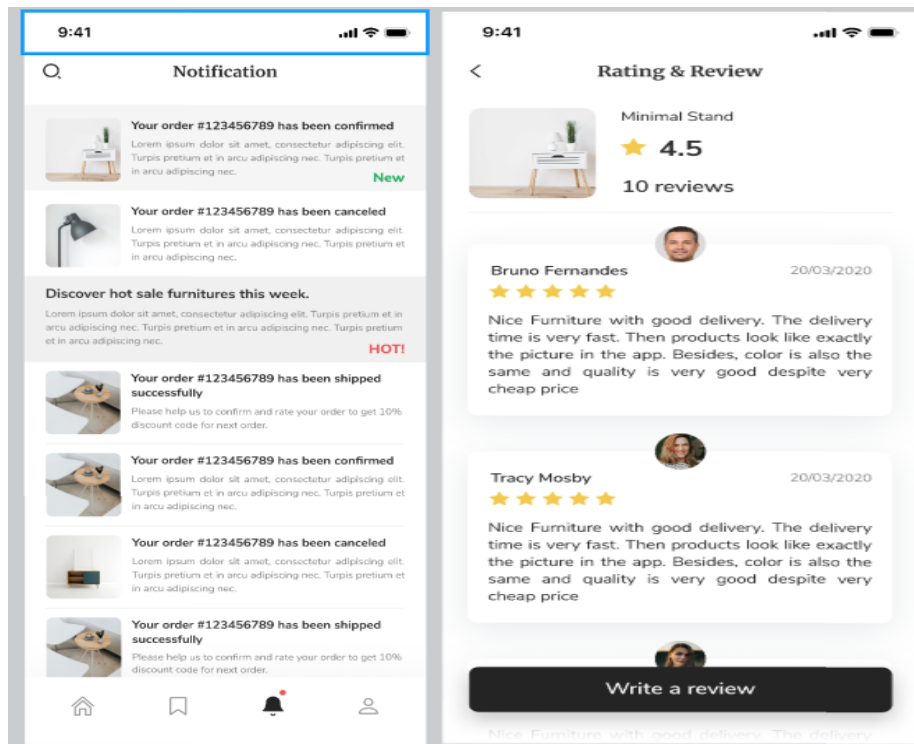 9:41
Notification
Your order #123456789 has been confirmed
Lorem ipsum dolor sit amet, consectetur adipiscing elit.
Turpis pretium et in arcu adipiscing nec. Turpis pretium et
in arcu adipiscing nec.
New
Your order #123456789 has been canceled
Lorem ipsum dolor sit amet, consectetur adipiscing elit.
Turpis pretium et in arcu adipiscing nec. Turpis pretium et
in arcu adipiscing nec.
Discover hot sale furnitures this week.
Lorem ipsum dolor sit amet, consectetur adipiscing elit. Turpis pretium et in
arcu adipiscing nec. Turpis pretium et in arcu adipiscing nec. Turpis pretium
et in arcu adipiscing nec.
HOT!
Your order #123456789 has been shipped
successfully
Please help us to confirm and rate your order to get 10%
discount code for next order.
Your order #123456789 has been confirmed
Lorem ipsum dolor sit amet, consectetur adipiscing elit.
Turpis pretium et in arcu adipiscing nec. Turpis pretium et
in arcu adipiscing nec.
Your order #123456789 has been canceled
Lorem ipsum dolor sit amet, consectetur adipiscing elit.
Turpis pretium et in arcu adipiscing nec. Turpis pretium et
in arcu adipiscing nec.
Your order #123456789 has been shipped
successfully
Please help us to confirm and rate your order to get 10%
discount code for next order.
9:41
Rating & Review
Minimal Stand
4.5
10 reviews
Bruno Fernandes 20/03/2020
Nice Furniture with good delivery. The delivery
time is very fast. Then products look like exactly
the picture in the app. Besides, color is also the
same and quality is very good despite very
cheap price
Tracy Mosby 20/03/2020
Nice Furniture with good delivery. The delivery
time is very fast. Then products look like exactly
the picture in the app. Besides, color is also the
same and quality is very good despite very
cheap price
Write a review
Nice Furniture with good delivery. The delivery